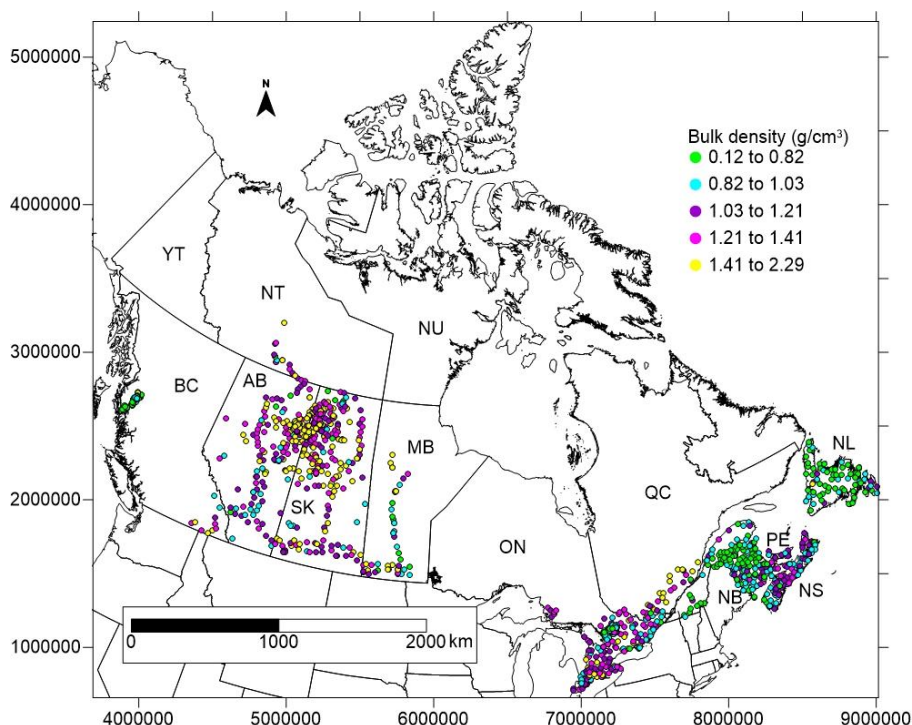 5000000
4000000
3000000
2000000
1000000
N
Bulk density (g/cm³)
0.12 to 0.82
0.82 to 1.03
1.03 to 1.21
1.21 to 1.41
1.41 to 2.29
YT
NT
NU
BC
AB
MB
NL
SK
QC
ON
PE
NB
NS
0 1000 2000 km
4000000 5000000 6000000 7000000 8000000 9000000